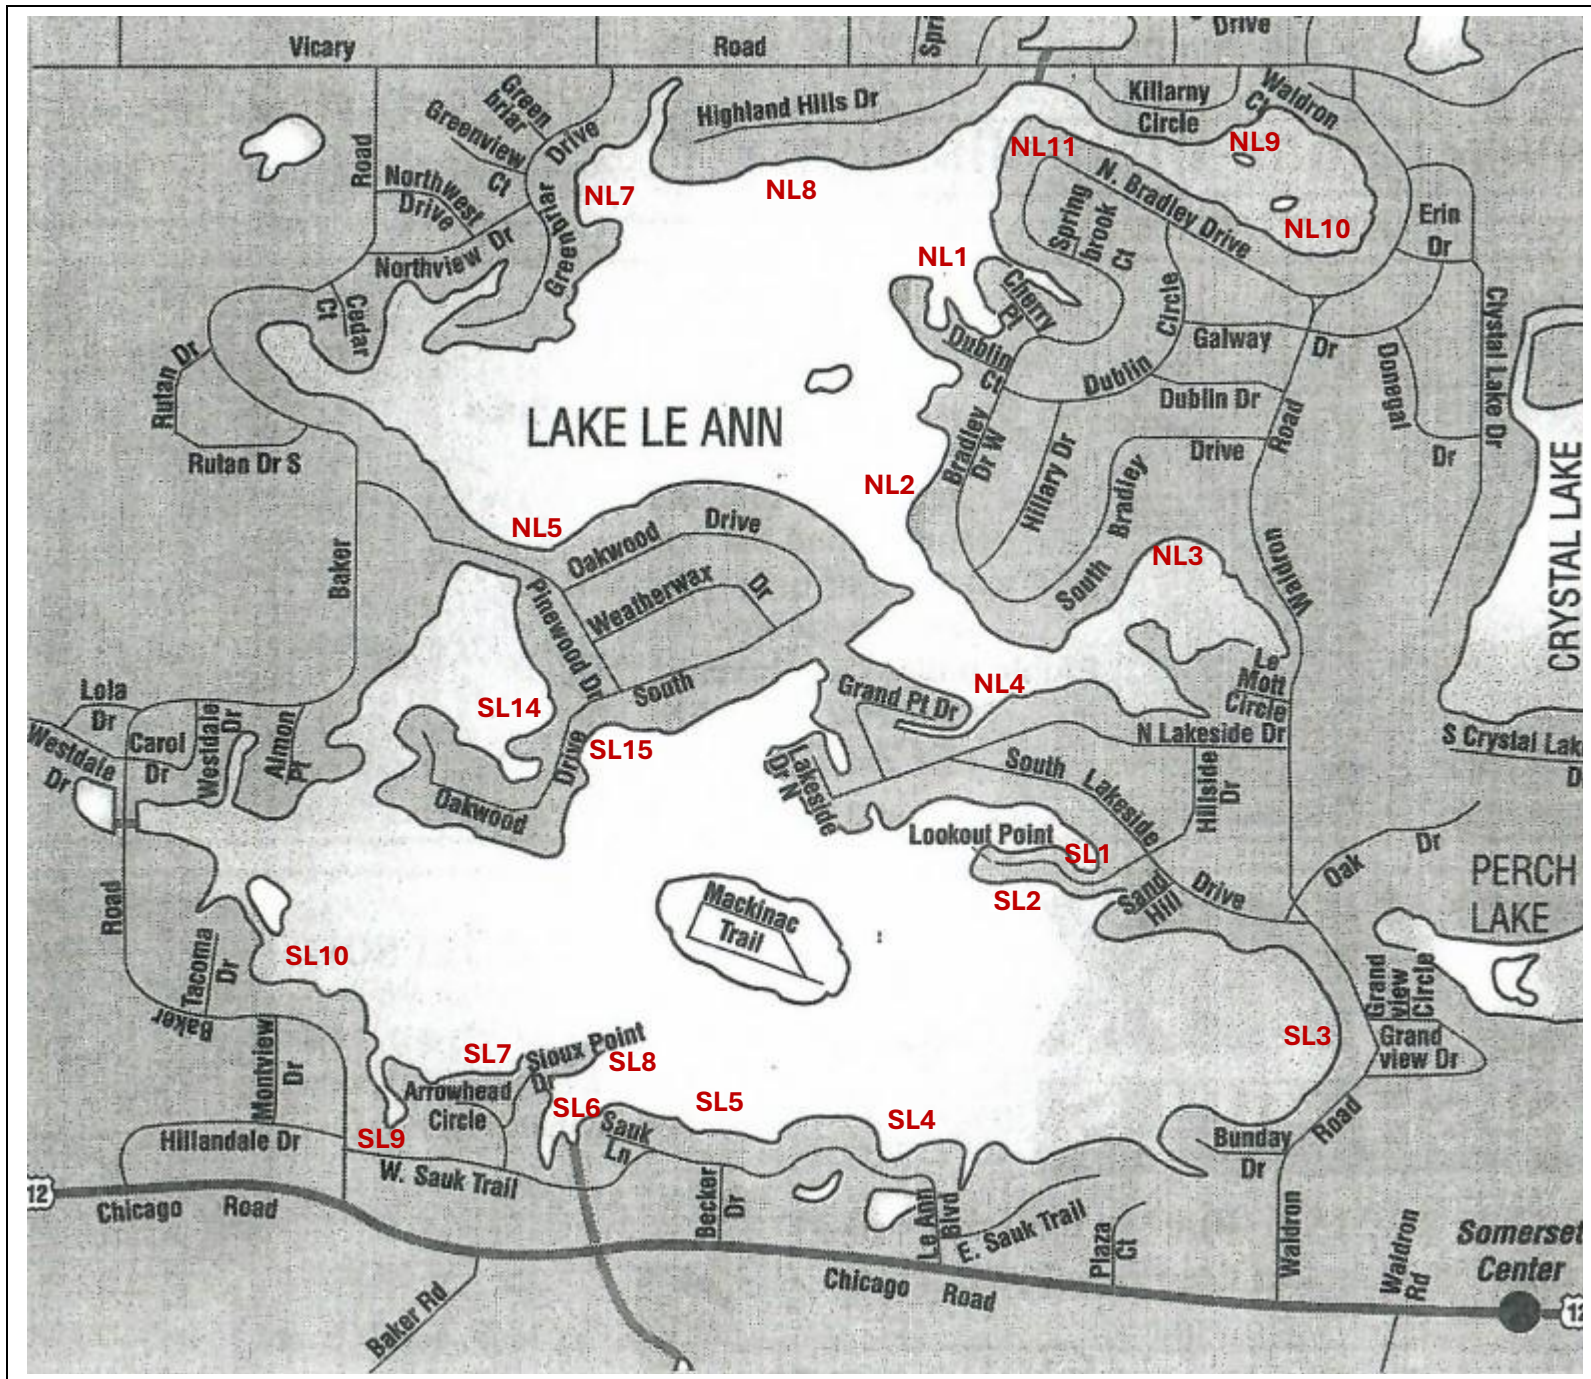 Vicary
Road
Spri
Drive
Highland Hills Dr
Killarny
Circle
Waldron
Ct
Green
briar
Drive
Greenview
Ct
Road
Northwest
Drive
Northview Dr
Greenbriar
NL7
NL8
NL11
NL9
NL10
N. Bradley Drive
Spring
brook
Ct
Erin
Dr
NL1
Cherry
Pl
Circle
Cedar
Ct
Dublin
Ct
Galway
Dr
Dublin
Dublin Dr
Donegal
Dr
Crystal Lake Dr
Rutan Dr
Rutan Dr S
LAKE LE ANN
Bradley
Dr W
Hillary Dr
Drive
Road
South
Bradley
NL2
NL5
NL3
Waldron
CRYSTAL LAKE
Oakwood
Drive
Weatherwax
Dr
Baker
Pinewood Dr
South
Grand Pt Dr
NL4
Le
Mott
Circle
Lola
Dr
Carol
Dr
Westdale
Dr
Almon
Pt
Westdale
Dr
SL14
SL15
Drive
Oakwood
Lakeside
Dr N
N Lakeside Dr
South
Lakeside
Drive
Hillside
Dr
S Crystal Lak
D
Lookout Point
SL1
SL2
Sand
Hill
Oak
Dr
PERCH
LAKE
Road
Mackinac
Trail
SL10
Tacoma
Dr
Baker
Montview
Dr
Grand
view
Circle
Grand
view Dr
SL3
SL7
Sioux Point
Dr
SL8
Arrowhead
Circle
SL6
SL5
SL4
SL9
Sauk
Ln
Hillandale Dr
W. Sauk Trail
Bunday
Dr
Road
12
Chicago
Road
Becker
Dr
Le Ann
Blvd
E. Sauk Trail
Plaza
Ct
Waldron
Waldron
Rd
Somerset
Center
12
Chicago
Road
Baker Rd